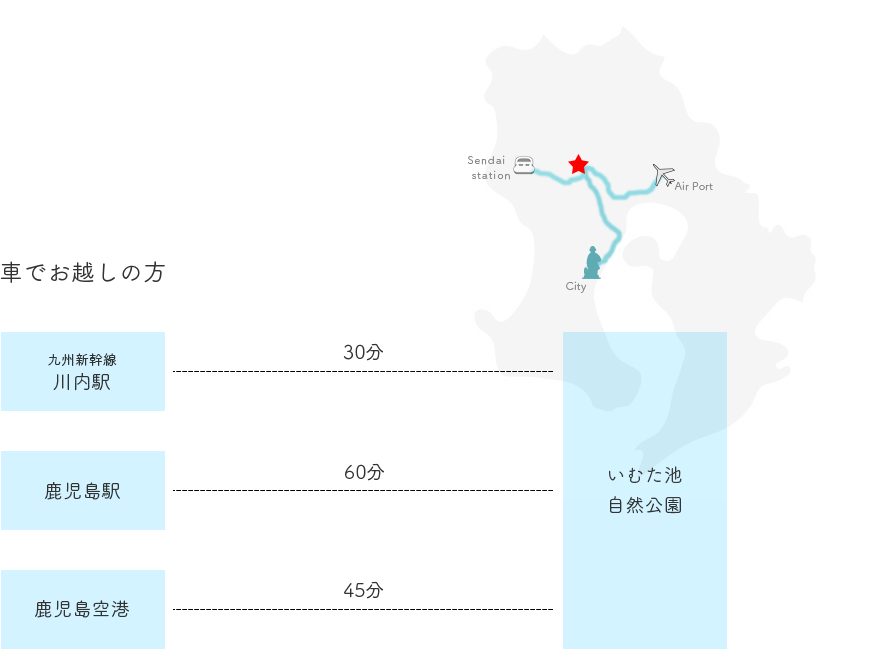 Sendai
station
Air Port
City
車でお越しの方
九州新幹線
川内駅
30分
鹿児島駅
60分
いむた池
自然公園
鹿児島空港
45分